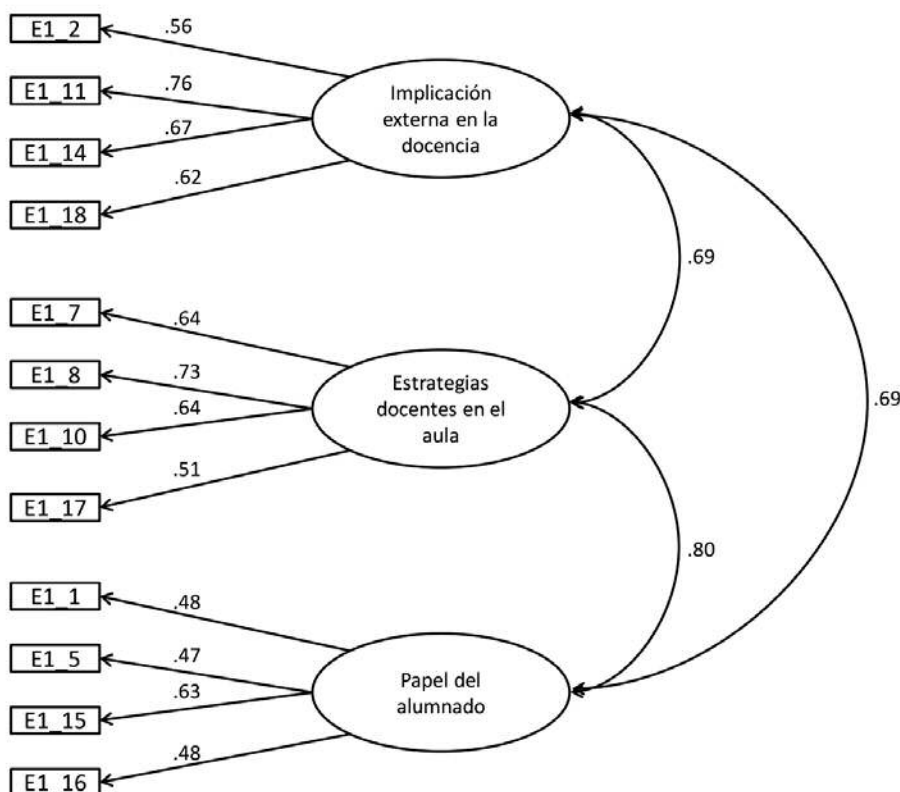 E1_2
.56
E1_11
.76
E1_14
.67
E1_18
.62
Implicación
externa en la
docencia
.69
E1_7
.64
E1_8
.73
E1_10
.64
E1_17
.51
Estrategias
docentes en el
aula
.69
.80
E1_1
.48
E1_5
.47
E1_15
.63
E1_16
.48
Papel del
alumnado